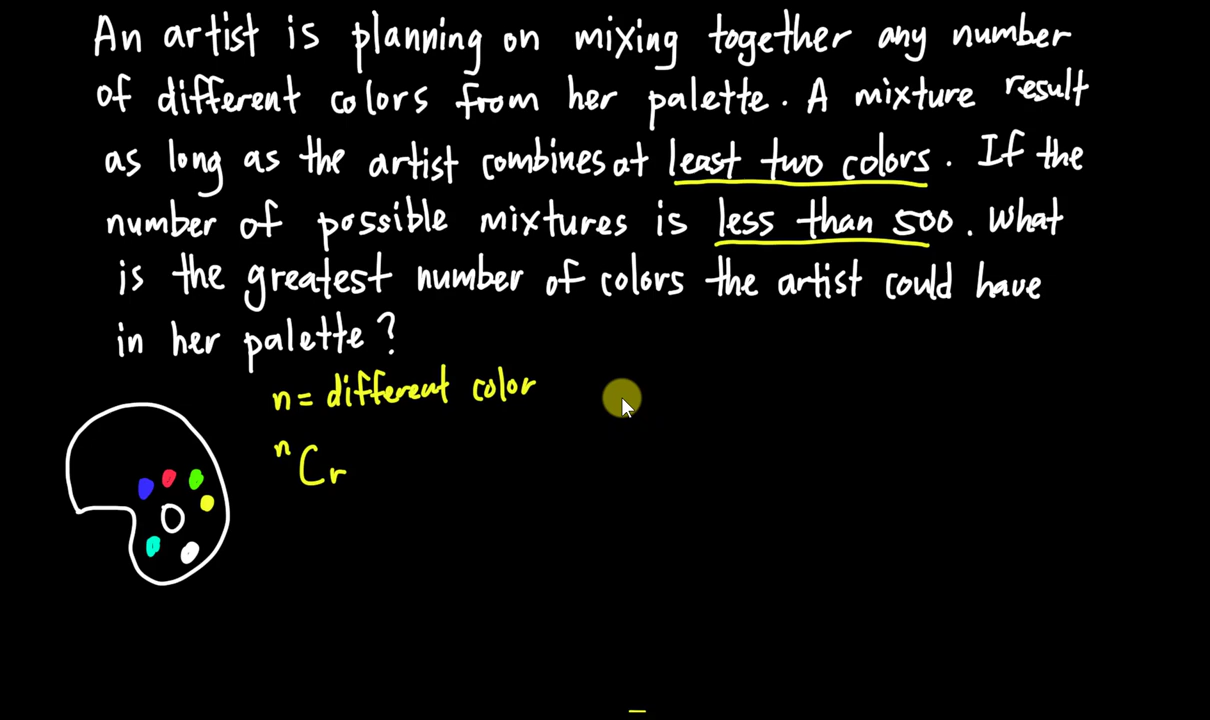 An artist is planning on mixing together any number
of different colors from her palette. A mixture result
as long as the artist combines at least two colors. If the
number of possible mixtures is less than 500. What
is the greatest number of colors the artist could have
in her palette?
n = different color
ⁿCᵣ